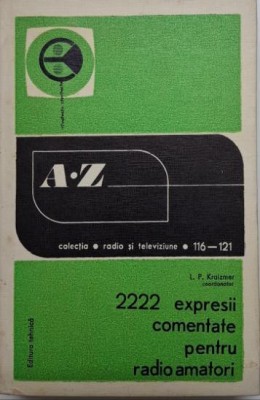 A·Z
colecția • radio și televiziune • 116—121
L. P. Kraizmer
coordonator
2222 expresii
comentate
pentru
radioamatori
Editura tehnică